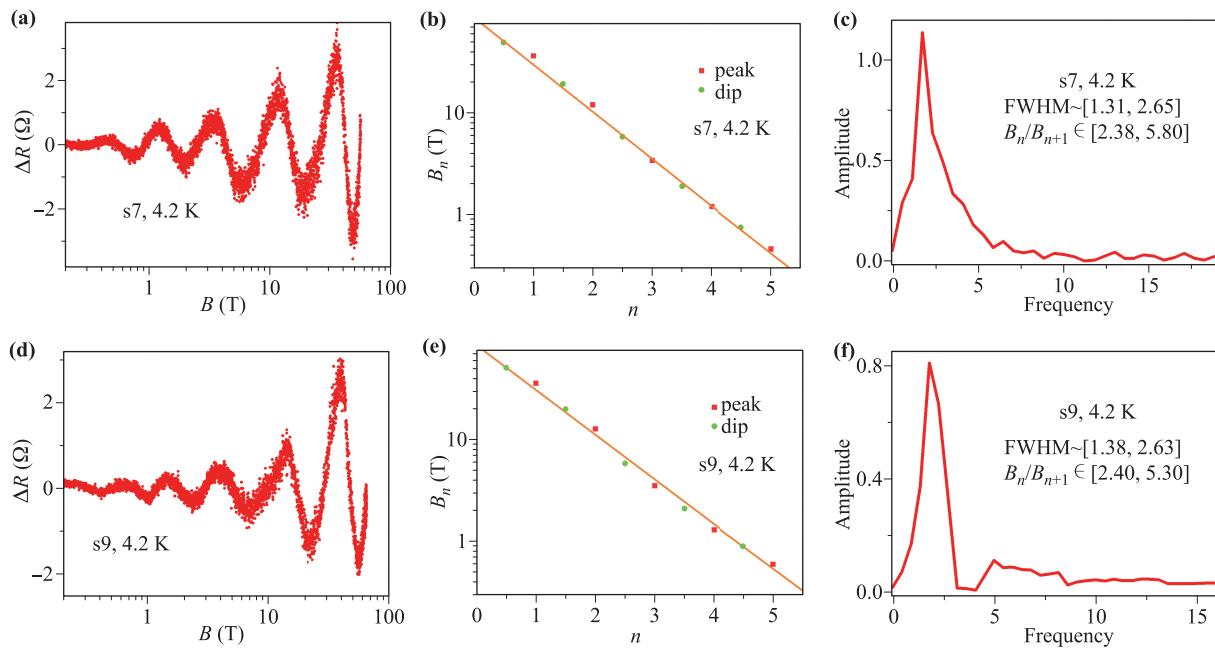 (a)
2
0
−2
ΔR (Ω)
s7, 4.2 K
1
10
100
B (T)
(b)
10
1
B_n (T)
peak
dip
s7, 4.2 K
0
1
2
3
4
5
n
(c)
1.0
0.5
0.0
Amplitude
s7, 4.2 K
FWHM~[1.31, 2.65]
B_n/B_{n+1} ∈ [2.38, 5.80]
0
5
10
15
Frequency
(d)
2
0
−2
ΔR (Ω)
s9, 4.2 K
1
10
100
B (T)
(e)
10
1
B_n (T)
peak
dip
s9, 4.2 K
0
1
2
3
4
5
n
(f)
0.8
0.4
0.0
Amplitude
s9, 4.2 K
FWHM~[1.38, 2.63]
B_n/B_{n+1} ∈ [2.40, 5.30]
0
5
10
15
Frequency